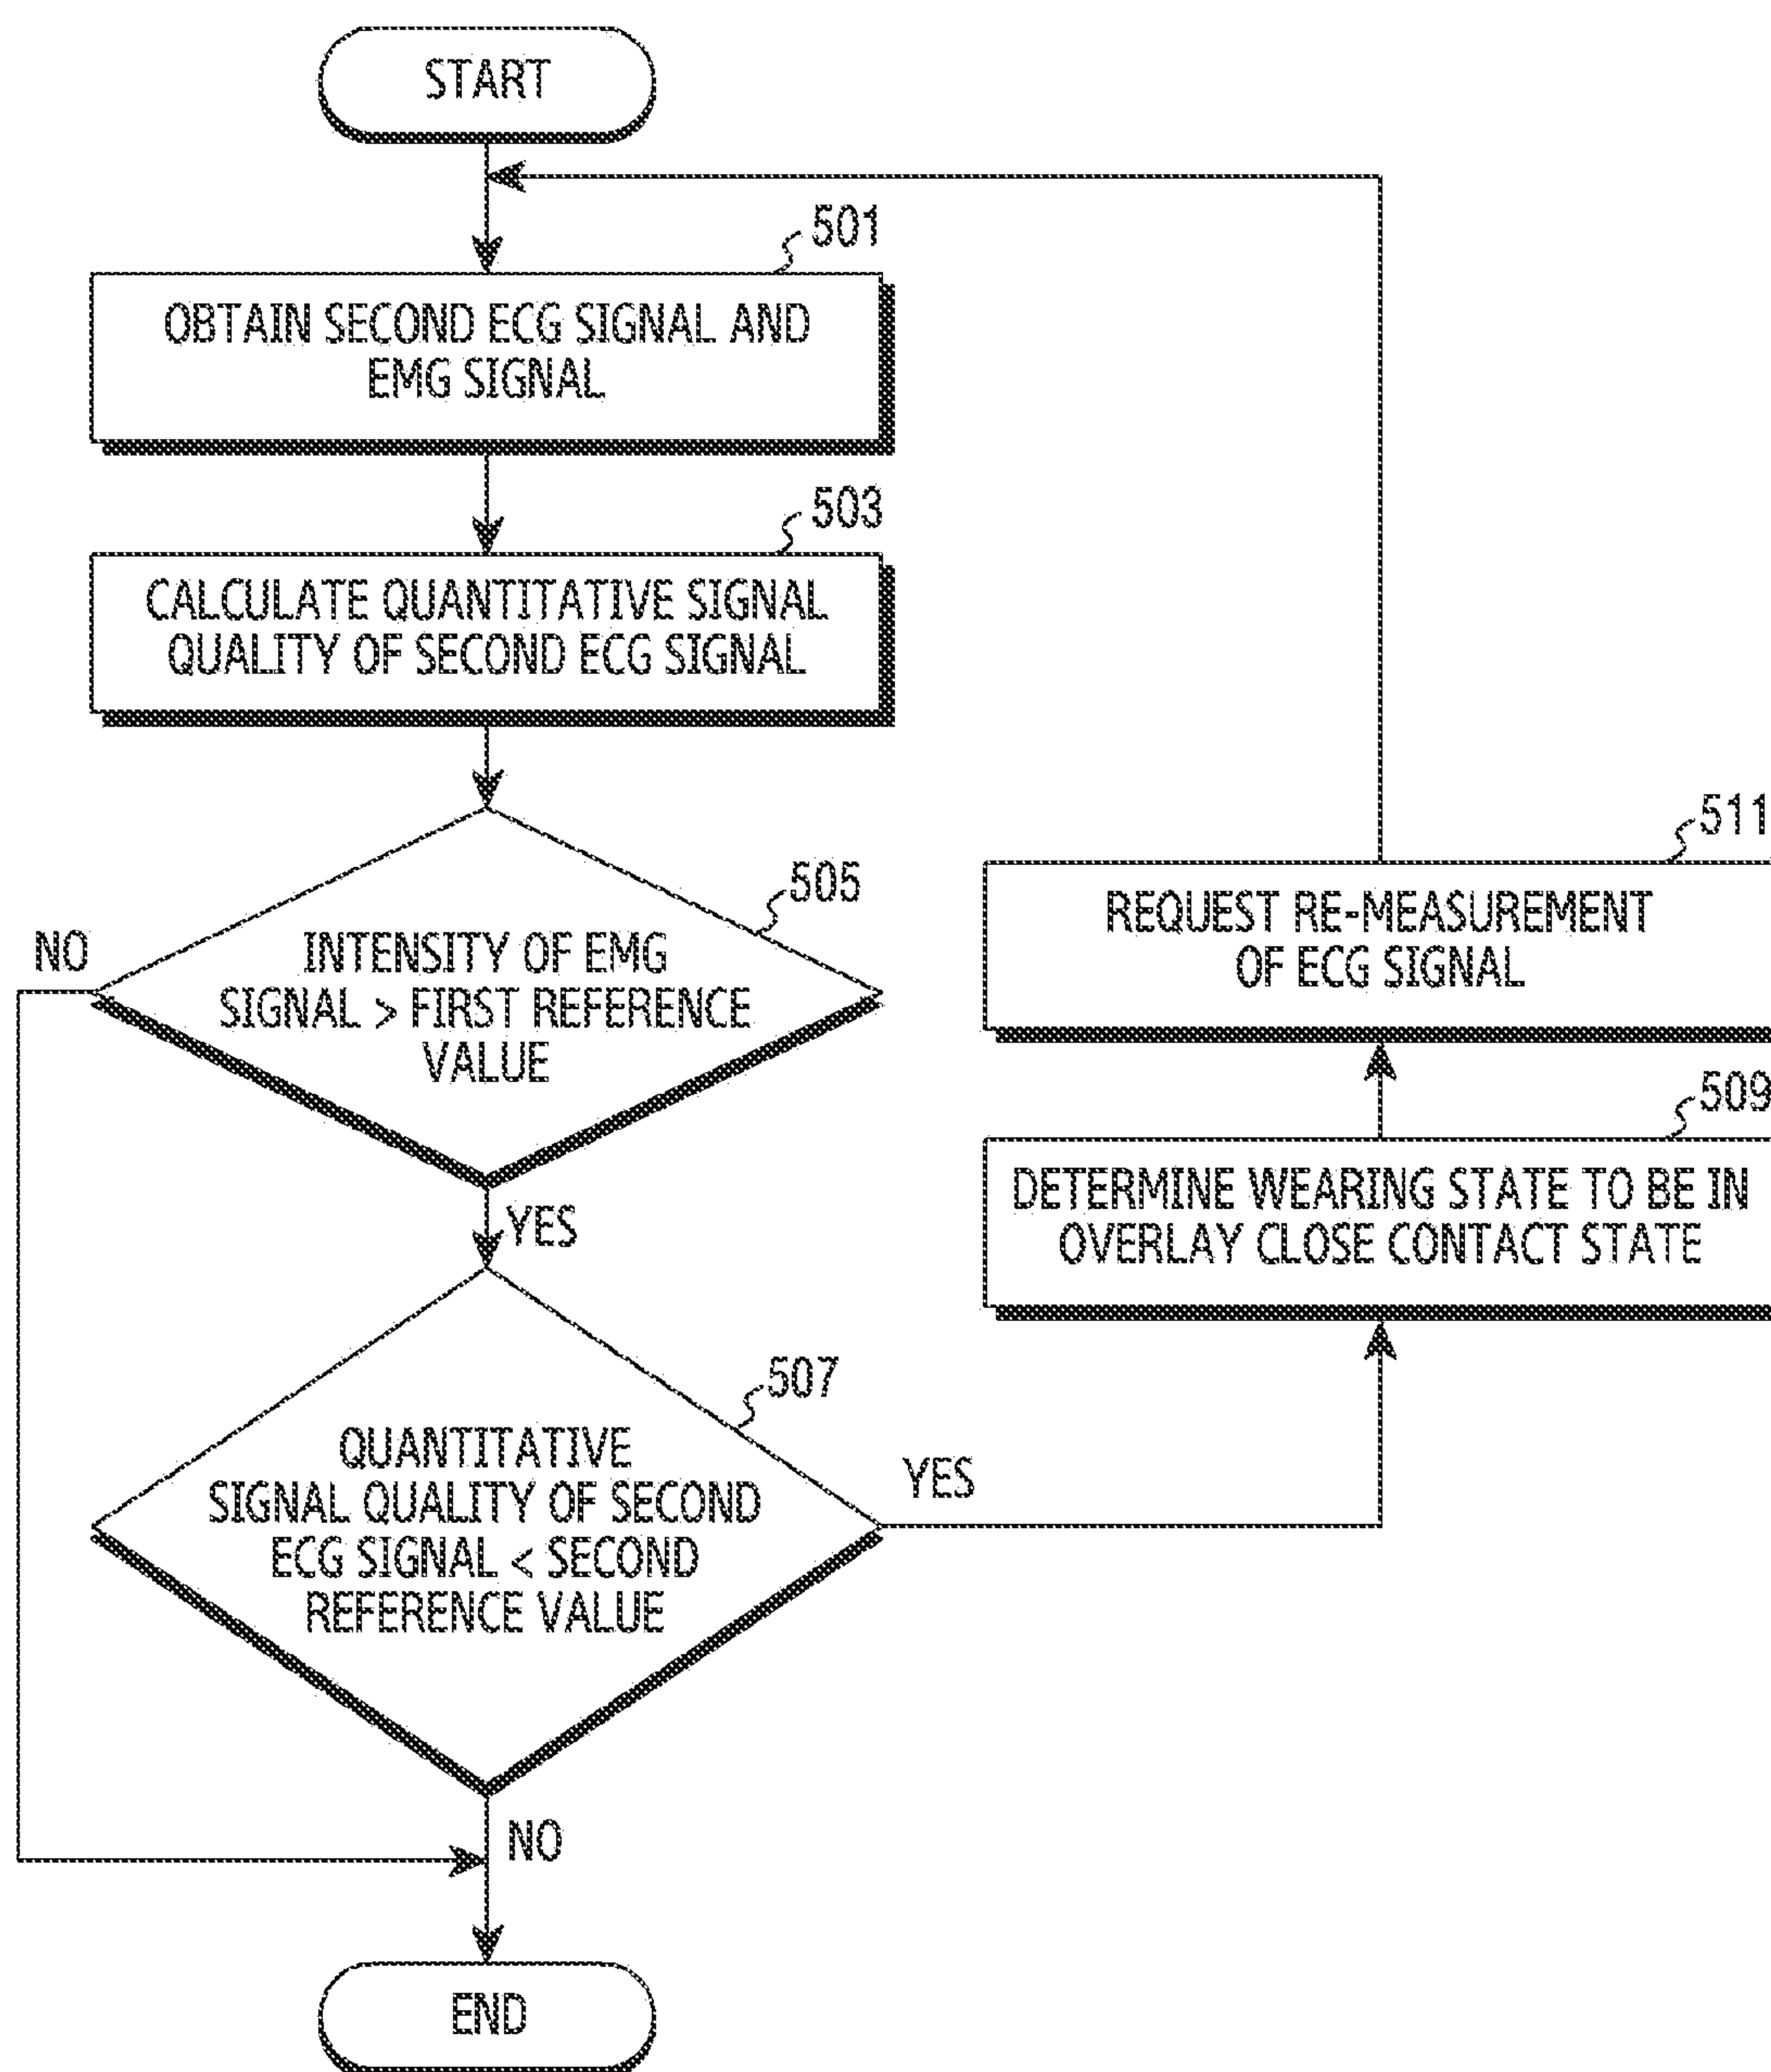 START
501
OBTAIN SECOND ECG SIGNAL AND
EMG SIGNAL
503
CALCULATE QUANTITATIVE SIGNAL
QUALITY OF SECOND ECG SIGNAL
505
NO
INTENSITY OF EMG
SIGNAL > FIRST REFERENCE
VALUE
YES
507
QUANTITATIVE
SIGNAL QUALITY OF SECOND
ECG SIGNAL < SECOND
REFERENCE VALUE
YES
NO
509
DETERMINE WEARING STATE TO BE IN
OVERLAY CLOSE CONTACT STATE
511
REQUEST RE-MEASUREMENT
OF ECG SIGNAL
END